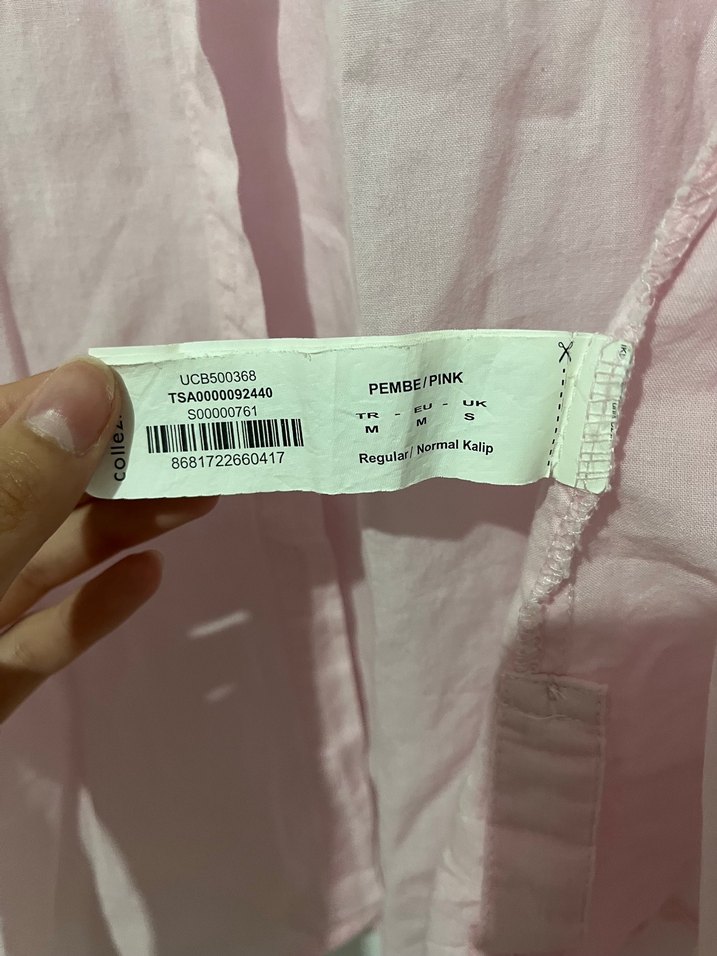 UCB500368
TSA0000092440
S00000761
8681722660417
PEMBE/PINK
TR - EU - UK
M M S
Regular/ Normal Kalip